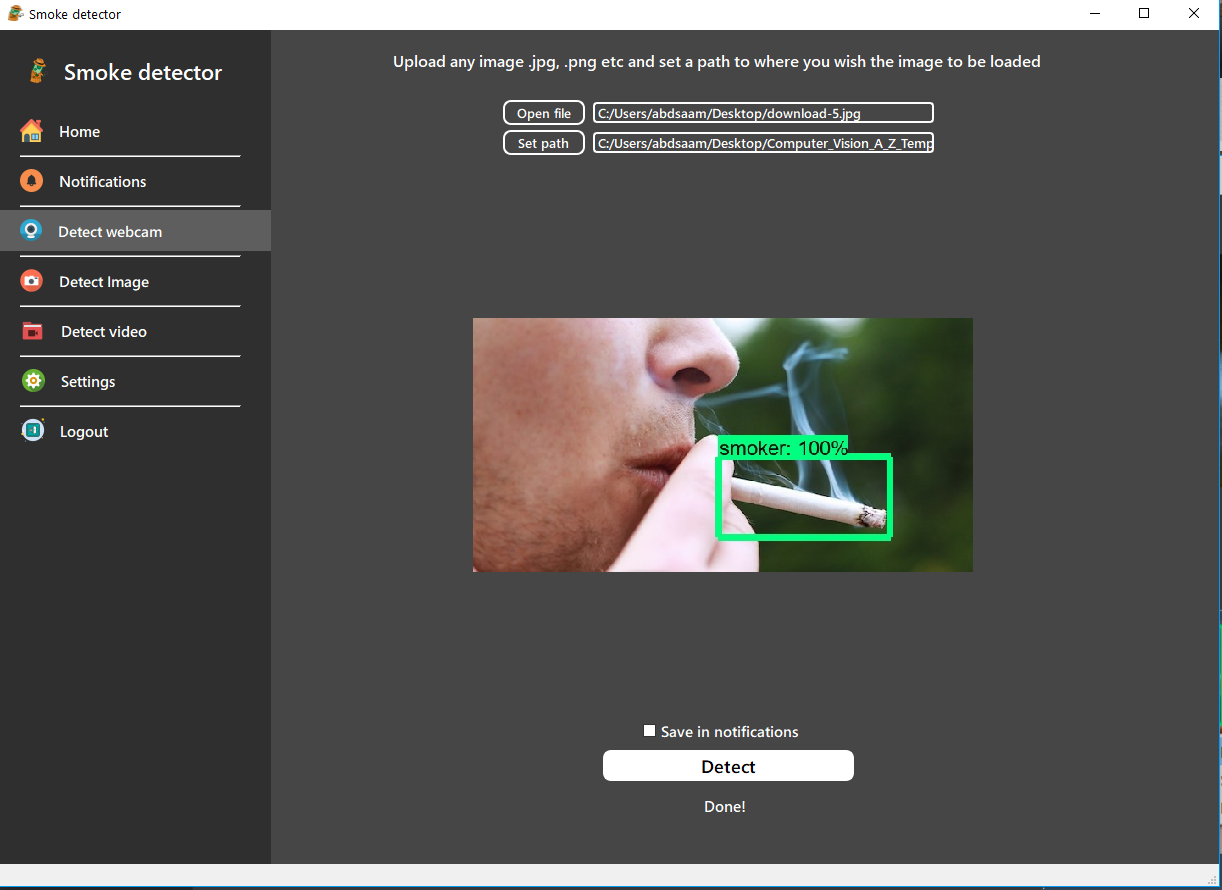 Smoke detector
Smoke detector
Home
Notifications
Detect webcam
Detect Image
Detect video
Settings
Logout
Upload any image .jpg, .png etc and set a path to where you wish the image to be loaded
Open file C:/Users/abdsaam/Desktop/download-5.jpg
Set path C:/Users/abdsaam/Desktop/Computer_Vision_A_Z_Temp
smoker: 100%
Save in notifications
Detect
Done!